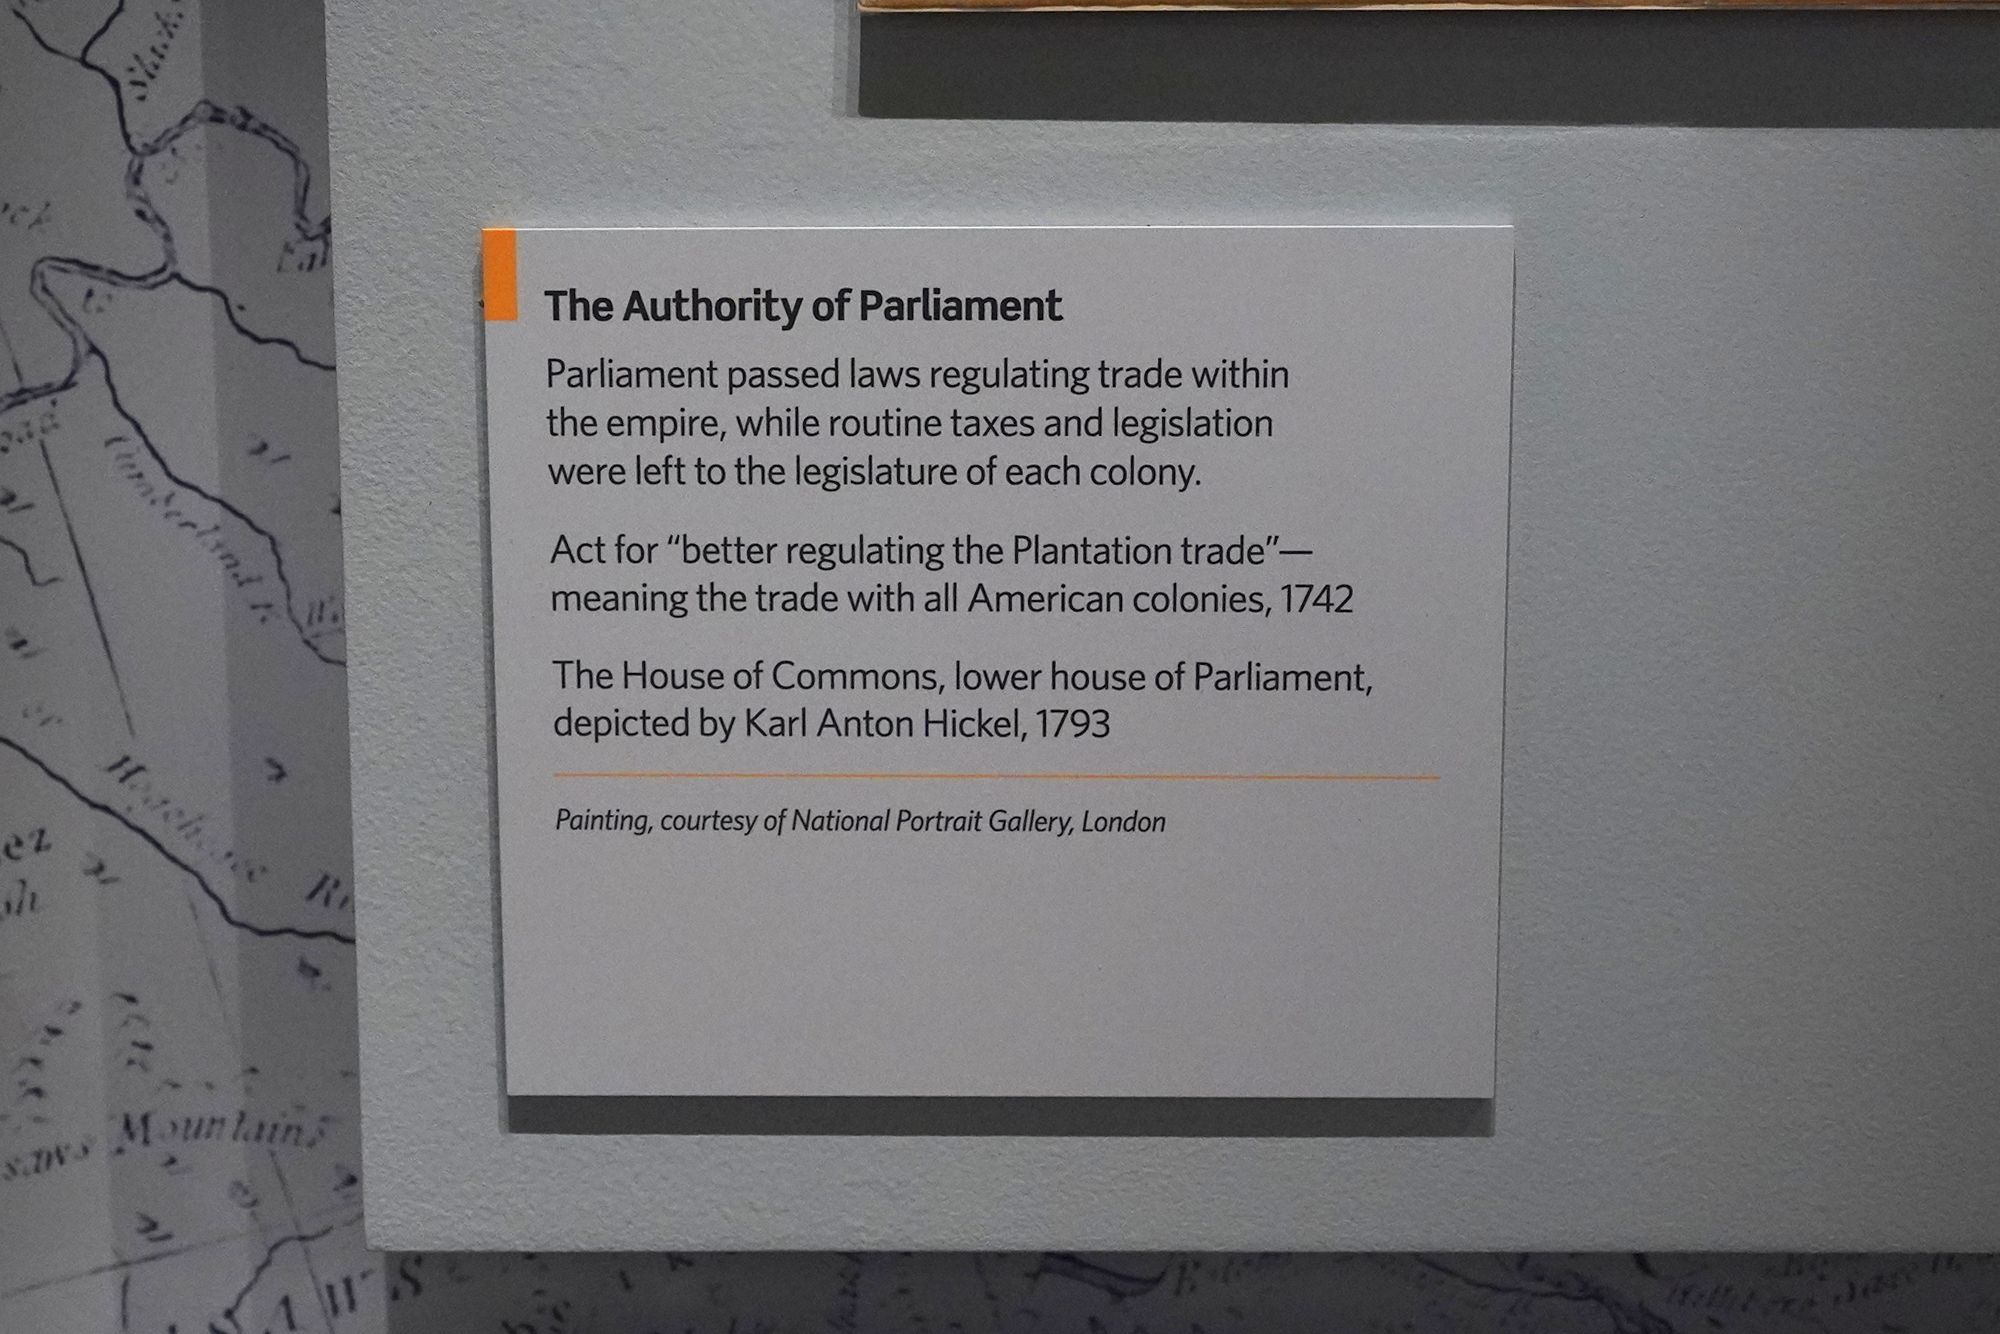 The Authority of Parliament
Parliament passed laws regulating trade within
the empire, while routine taxes and legislation
were left to the legislature of each colony.
Act for “better regulating the Plantation trade”—
meaning the trade with all American colonies, 1742
The House of Commons, lower house of Parliament,
depicted by Karl Anton Hickel, 1793
Painting, courtesy of National Portrait Gallery, London
Cumberland R.
Mountains